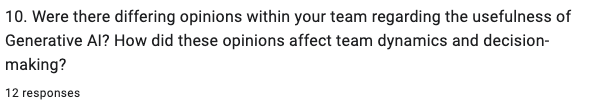 10. Were there differing opinions within your team regarding the usefulness of
Generative AI? How did these opinions affect team dynamics and decision-
making?
12 responses